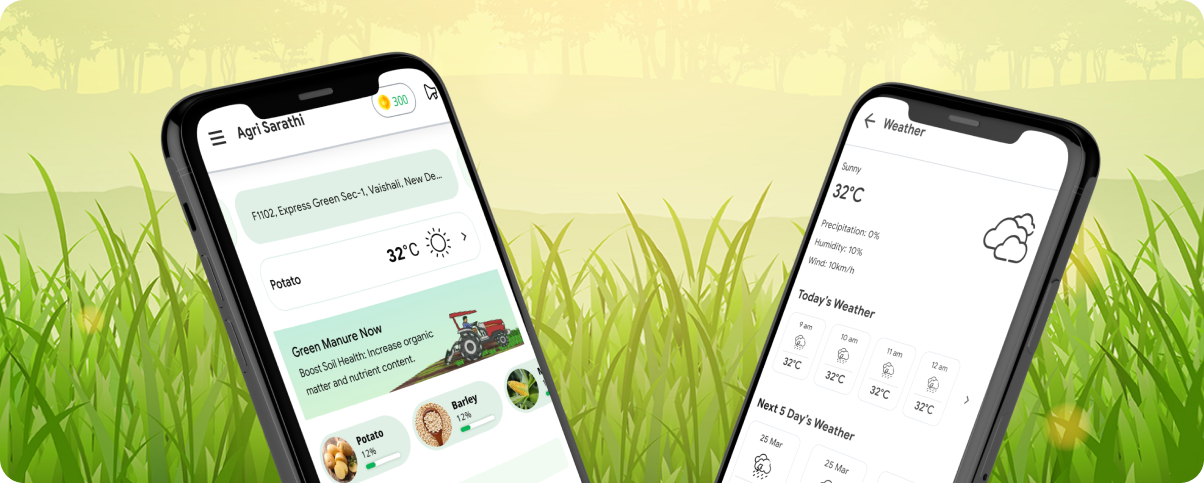 Agri Sarathi
300
F1102, Express Green Sec-1, Vaishali, New De...
Potato
32°C
Green Manure Now
Boost Soil Health: Increase organic
matter and nutrient content.
Potato
12%
Barley
12%
Weather
Sunny
32°C
Precipitation: 0%
Humidity: 10%
Wind: 10km/h
Today's Weather
9 am
10 am
11 am
12 am
32°C
32°C
32°C
32°C
Next 5 Day's Weather
25 Mar
25 Mar